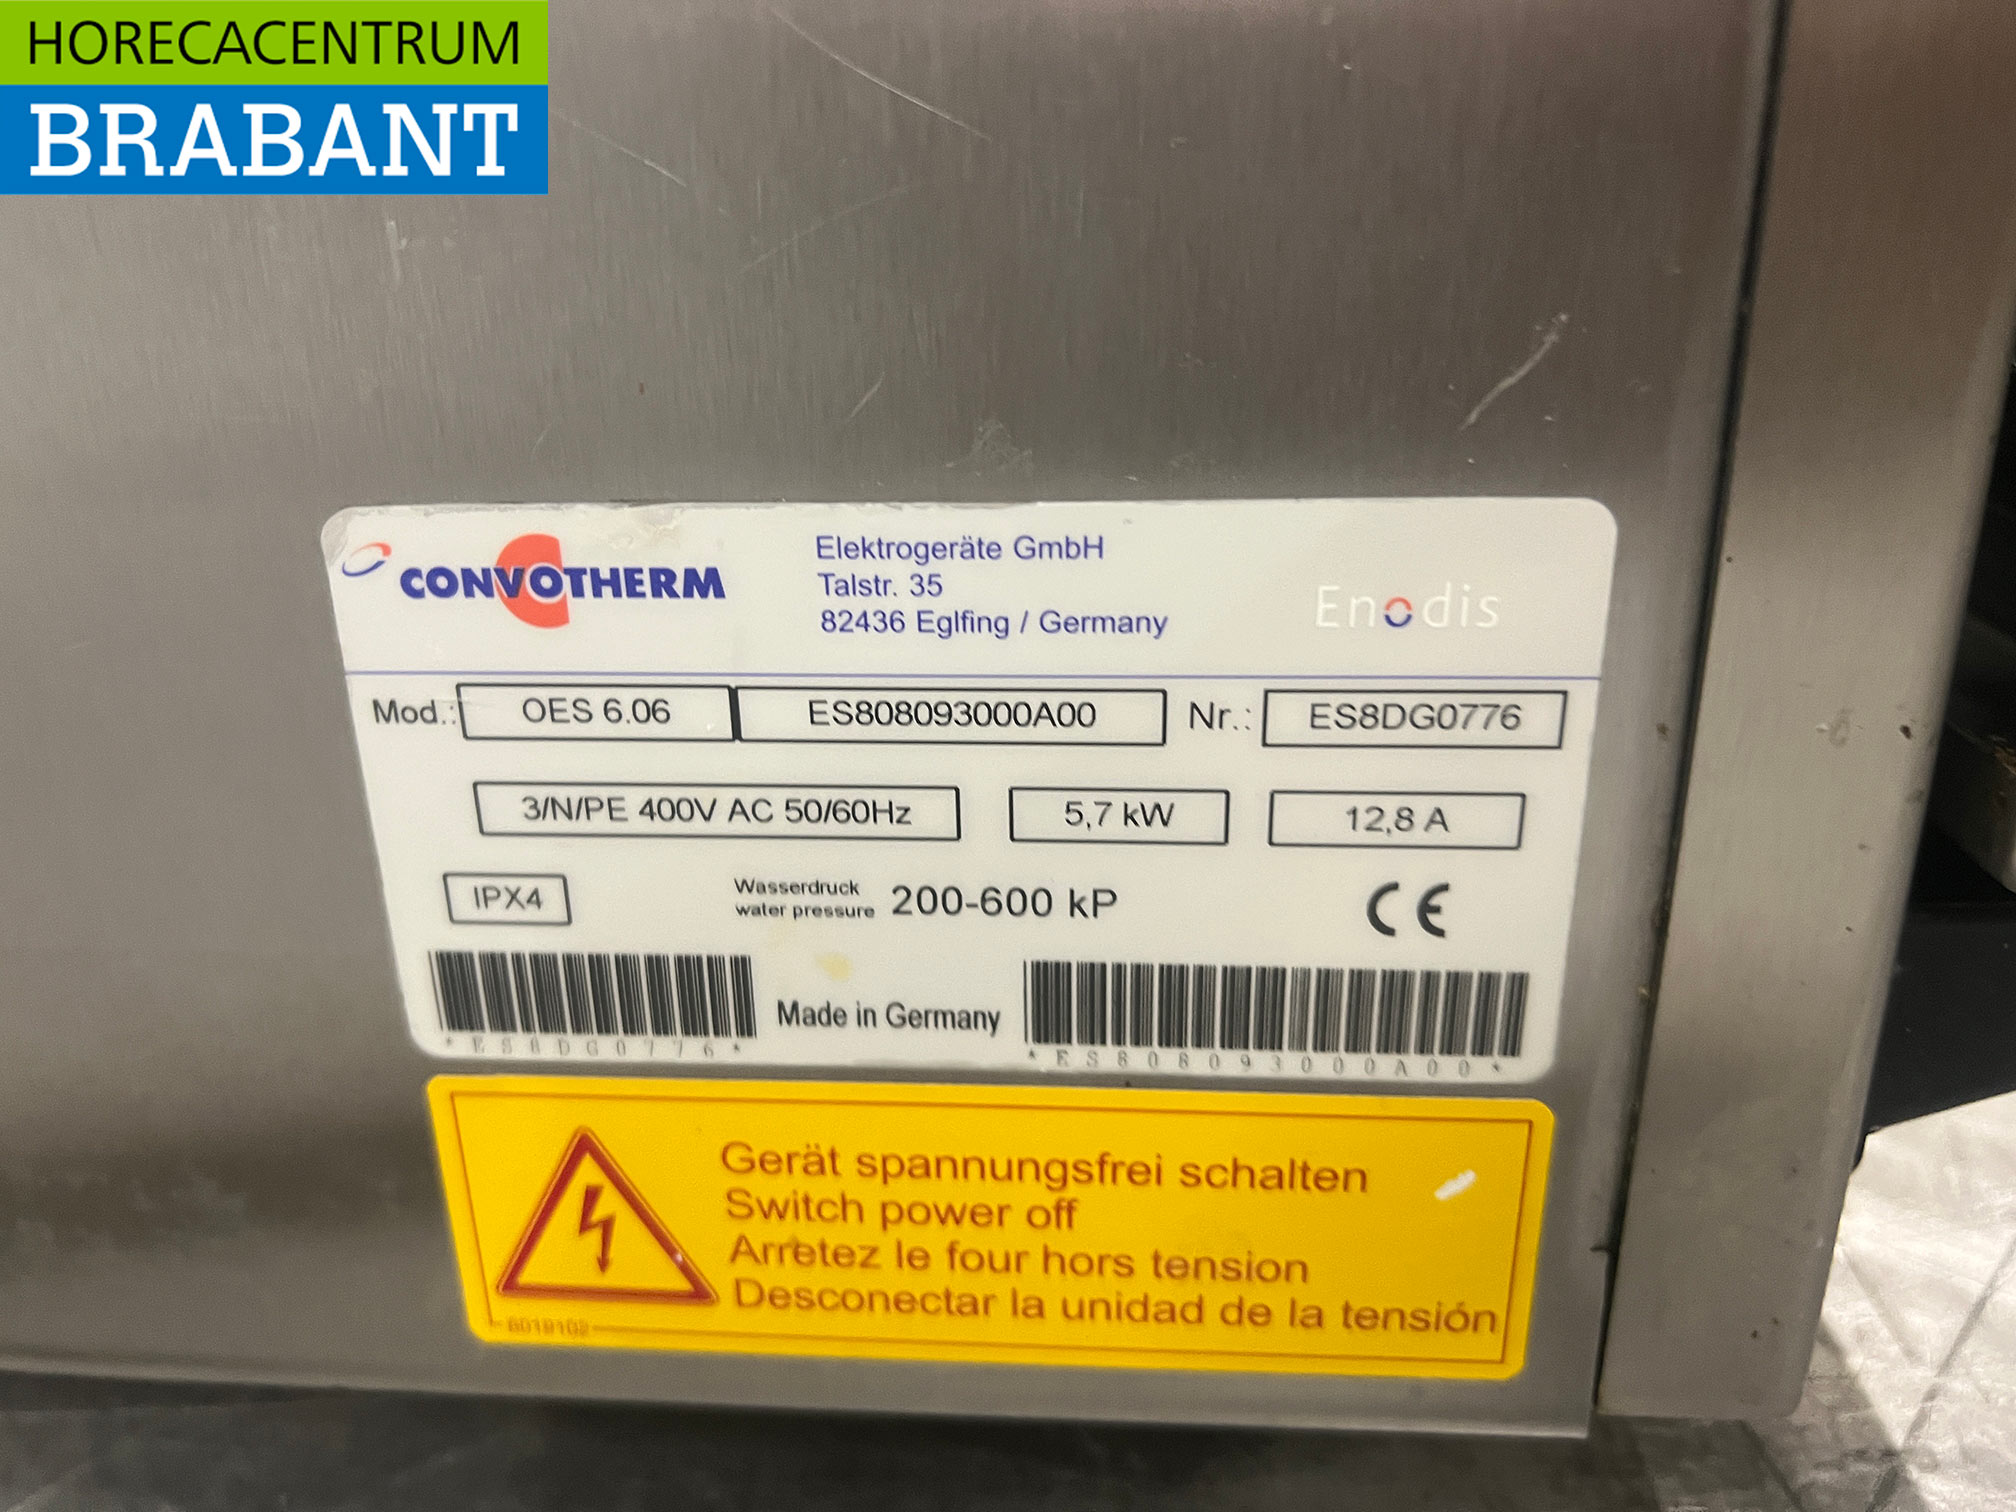 HORECACENTRUM
BRABANT
CONVOTHERM
Elektrogeräte GmbH
Talstr. 35
82436 Eglfing / Germany
Enodis
Mod.: OES 6.06 ES808093000A00 Nr.: ES8DG0776
3/N/PE 400V AC 50/60Hz 5,7 kW 12,8 A
IPX4 Wasserdruck water pressure 200-600 kP CE
Made in Germany
*ES8DG0776*
*ES808093000A00*
Gerät spannungsfrei schalten
Switch power off
Arretez le four hors tension
Desconectar la unidad de la tensión
6019102